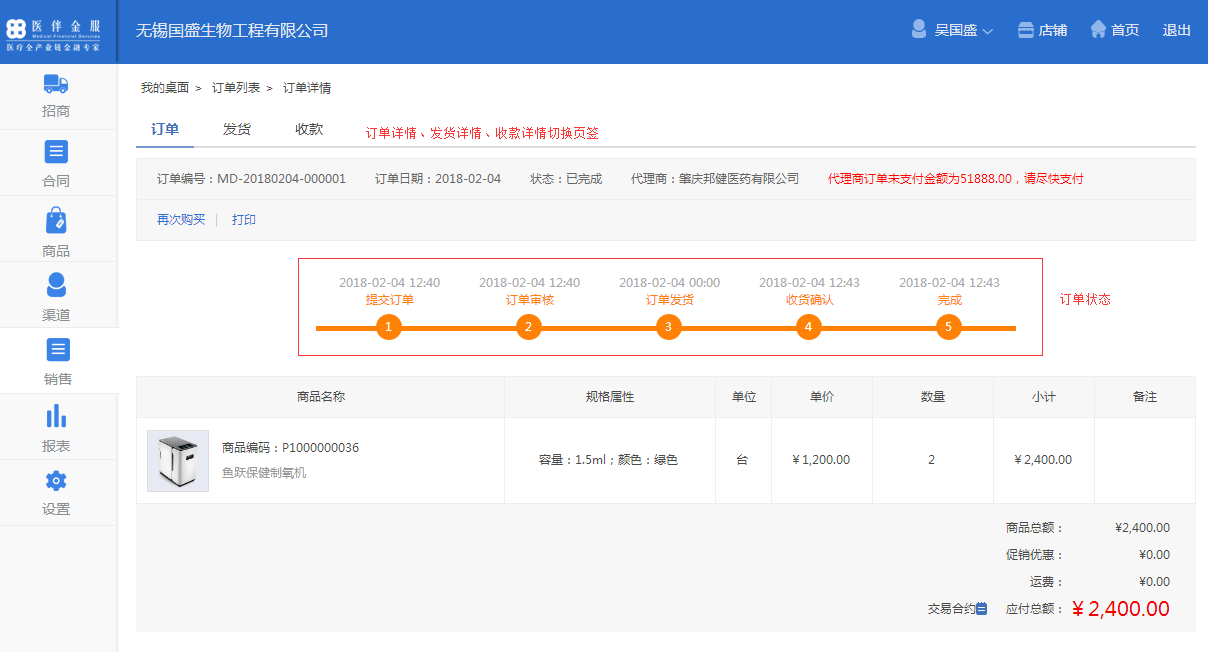 医伴金服
Medical Financial Services
医疗全产业链金融专家
无锡国盛生物工程有限公司
吴国盛
店铺
首页
退出
招商
合同
商品
渠道
销售
报表
设置
我的桌面 > 订单列表 > 订单详情
订单 发货 收款
订单详情、发货详情、收款详情切换页签
订单编号：MD-20180204-000001 订单日期：2018-02-04 状态：已完成 代理商：肇庆邦健医药有限公司 代理商订单未支付金额为51888.00，请尽快支付
再次购买 | 打印
2018-02-04 12:40 2018-02-04 12:40 2018-02-04 00:00 2018-02-04 12:43 2018-02-04 12:43
提交订单 订单审核 订单发货 收货确认 完成
1 2 3 4 5
订单状态
商品名称 规格属性 单位 单价 数量 小计 备注
商品编码：P1000000036
鱼跃保健制氧机
容量：1.5ml；颜色：绿色 台 ¥1,200.00 2 ¥2,400.00
商品总额： ¥2,400.00
促销优惠： ¥0.00
运费： ¥0.00
交易合约 应付总额： ¥2,400.00